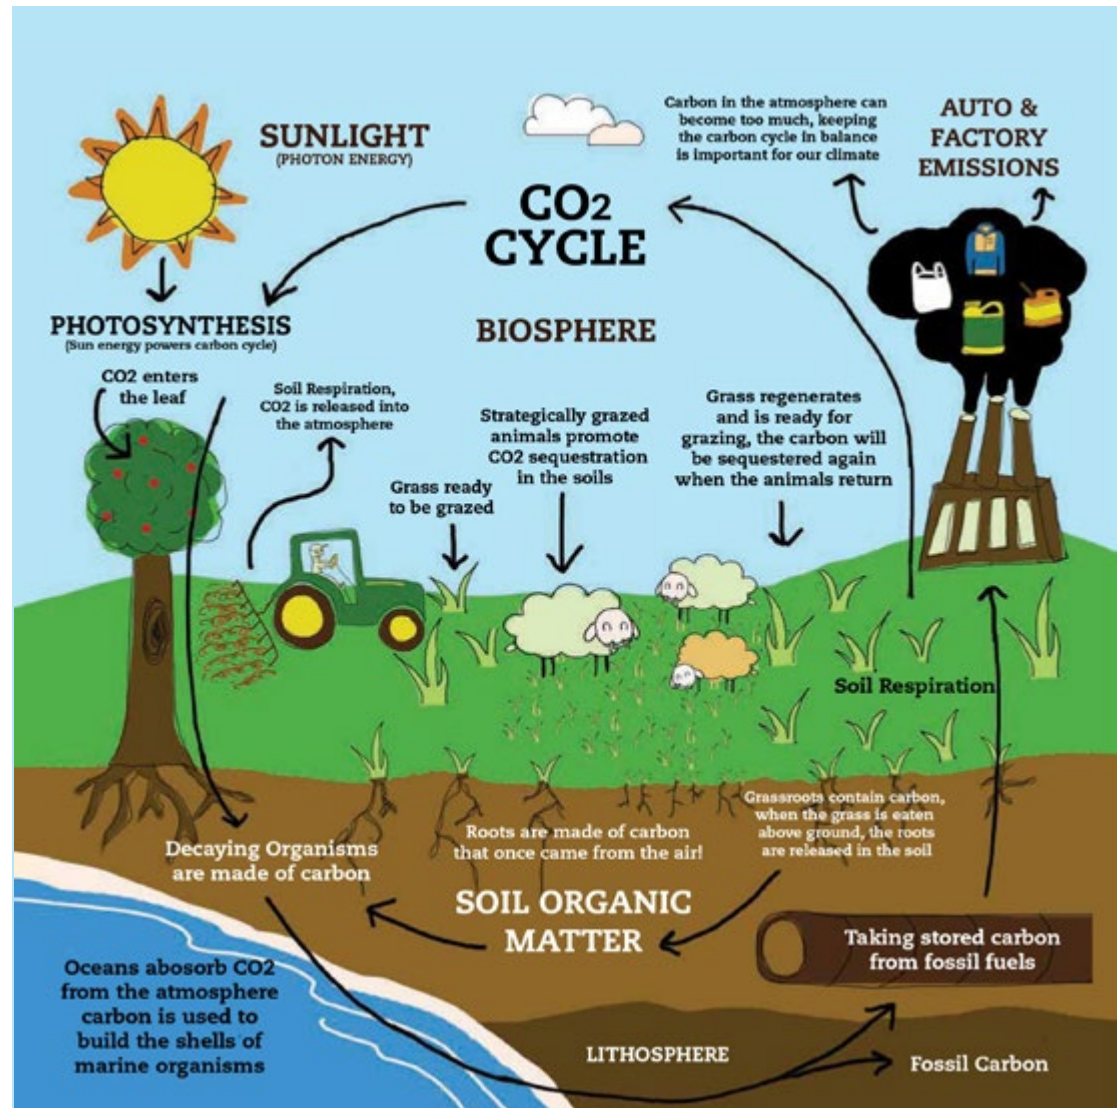 SUNLIGHT
(PHOTON ENERGY)
Carbon in the atmosphere can
become too much, keeping
the carbon cycle in balance
is important for our climate
AUTO &
FACTORY
EMISSIONS
CO2
CYCLE
PHOTOSYNTHESIS
(Sun energy powers carbon cycle)
BIOSPHERE
CO2 enters
the leaf
Soil Respiration,
CO2 is released into
the atmosphere
Grass ready
to be grazed
Strategically grazed
animals promote
CO2 sequestration
in the soils
Grass regenerates
and is ready for
grazing, the carbon will
be sequestered again
when the animals return
Soil Respiration
Decaying Organisms
are made of carbon
Roots are made of carbon
that once came from the air!
Grassroots contain carbon,
when the grass is eaten
above ground, the roots
are released in the soil
SOIL ORGANIC
MATTER
Taking stored carbon
from fossil fuels
Oceans abosorb CO2
from the atmosphere
carbon is used to
build the shells of
marine organisms
LITHOSPHERE
Fossil Carbon